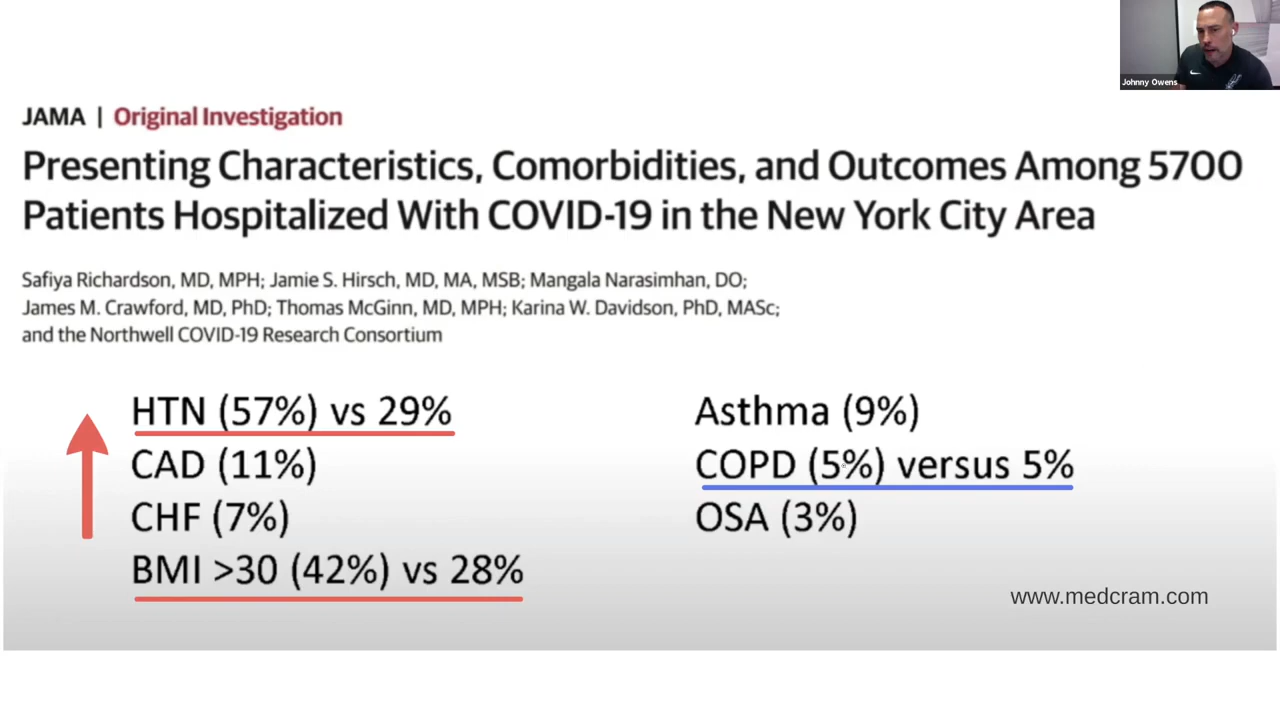 Johnny Owens
JAMA | Original Investigation
Presenting Characteristics, Comorbidities, and Outcomes Among 5700
Patients Hospitalized With COVID-19 in the New York City Area
Safiya Richardson, MD, MPH; Jamie S. Hirsch, MD, MA, MSB; Mangala Narasimhan, DO;
James M. Crawford, MD, PhD; Thomas McGinn, MD, MPH; Karina W. Davidson, PhD, MASc;
and the Northwell COVID-19 Research Consortium
HTN (57%) vs 29%
CAD (11%)
CHF (7%)
BMI >30 (42%) vs 28%
Asthma (9%)
COPD (5%) versus 5%
OSA (3%)
www.medcram.com